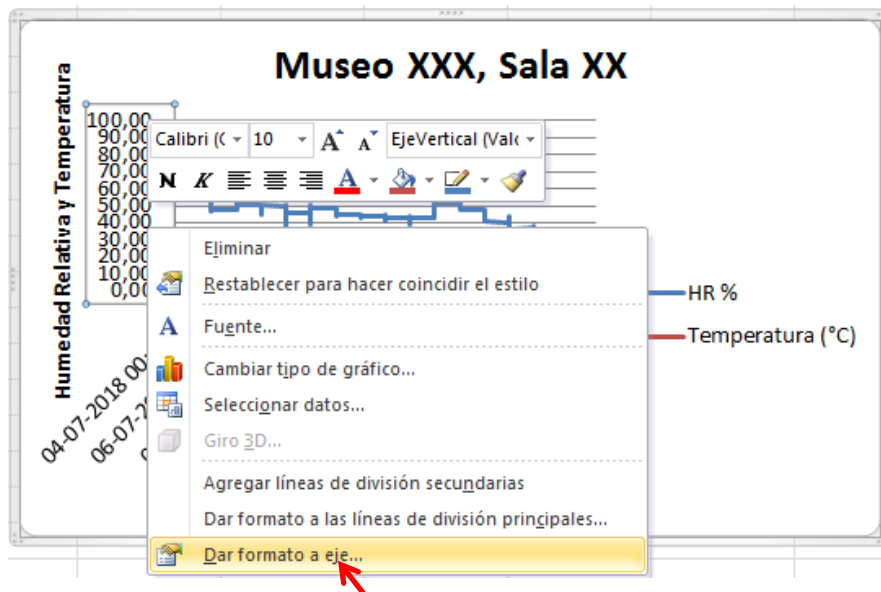 Museo XXX, Sala XX
Humedad Relativa y Temperatura
100,00
90,00
80,00
70,00
60,00
50,00
40,00
30,00
20,00
10,00
0,00
Calibri (C
10
A
A
EjeVertical (Valo
N K A
Eliminar
Restablecer para hacer coincidir el estilo
A Fuente...
Cambiar tipo de gráfico...
Seleccionar datos...
Giro 3D...
Agregar líneas de división secundarias
Dar formato a las líneas de división principales...
Dar formato a eje...
HR %
Temperatura (°C)
04-07-2018 00
06-07-2